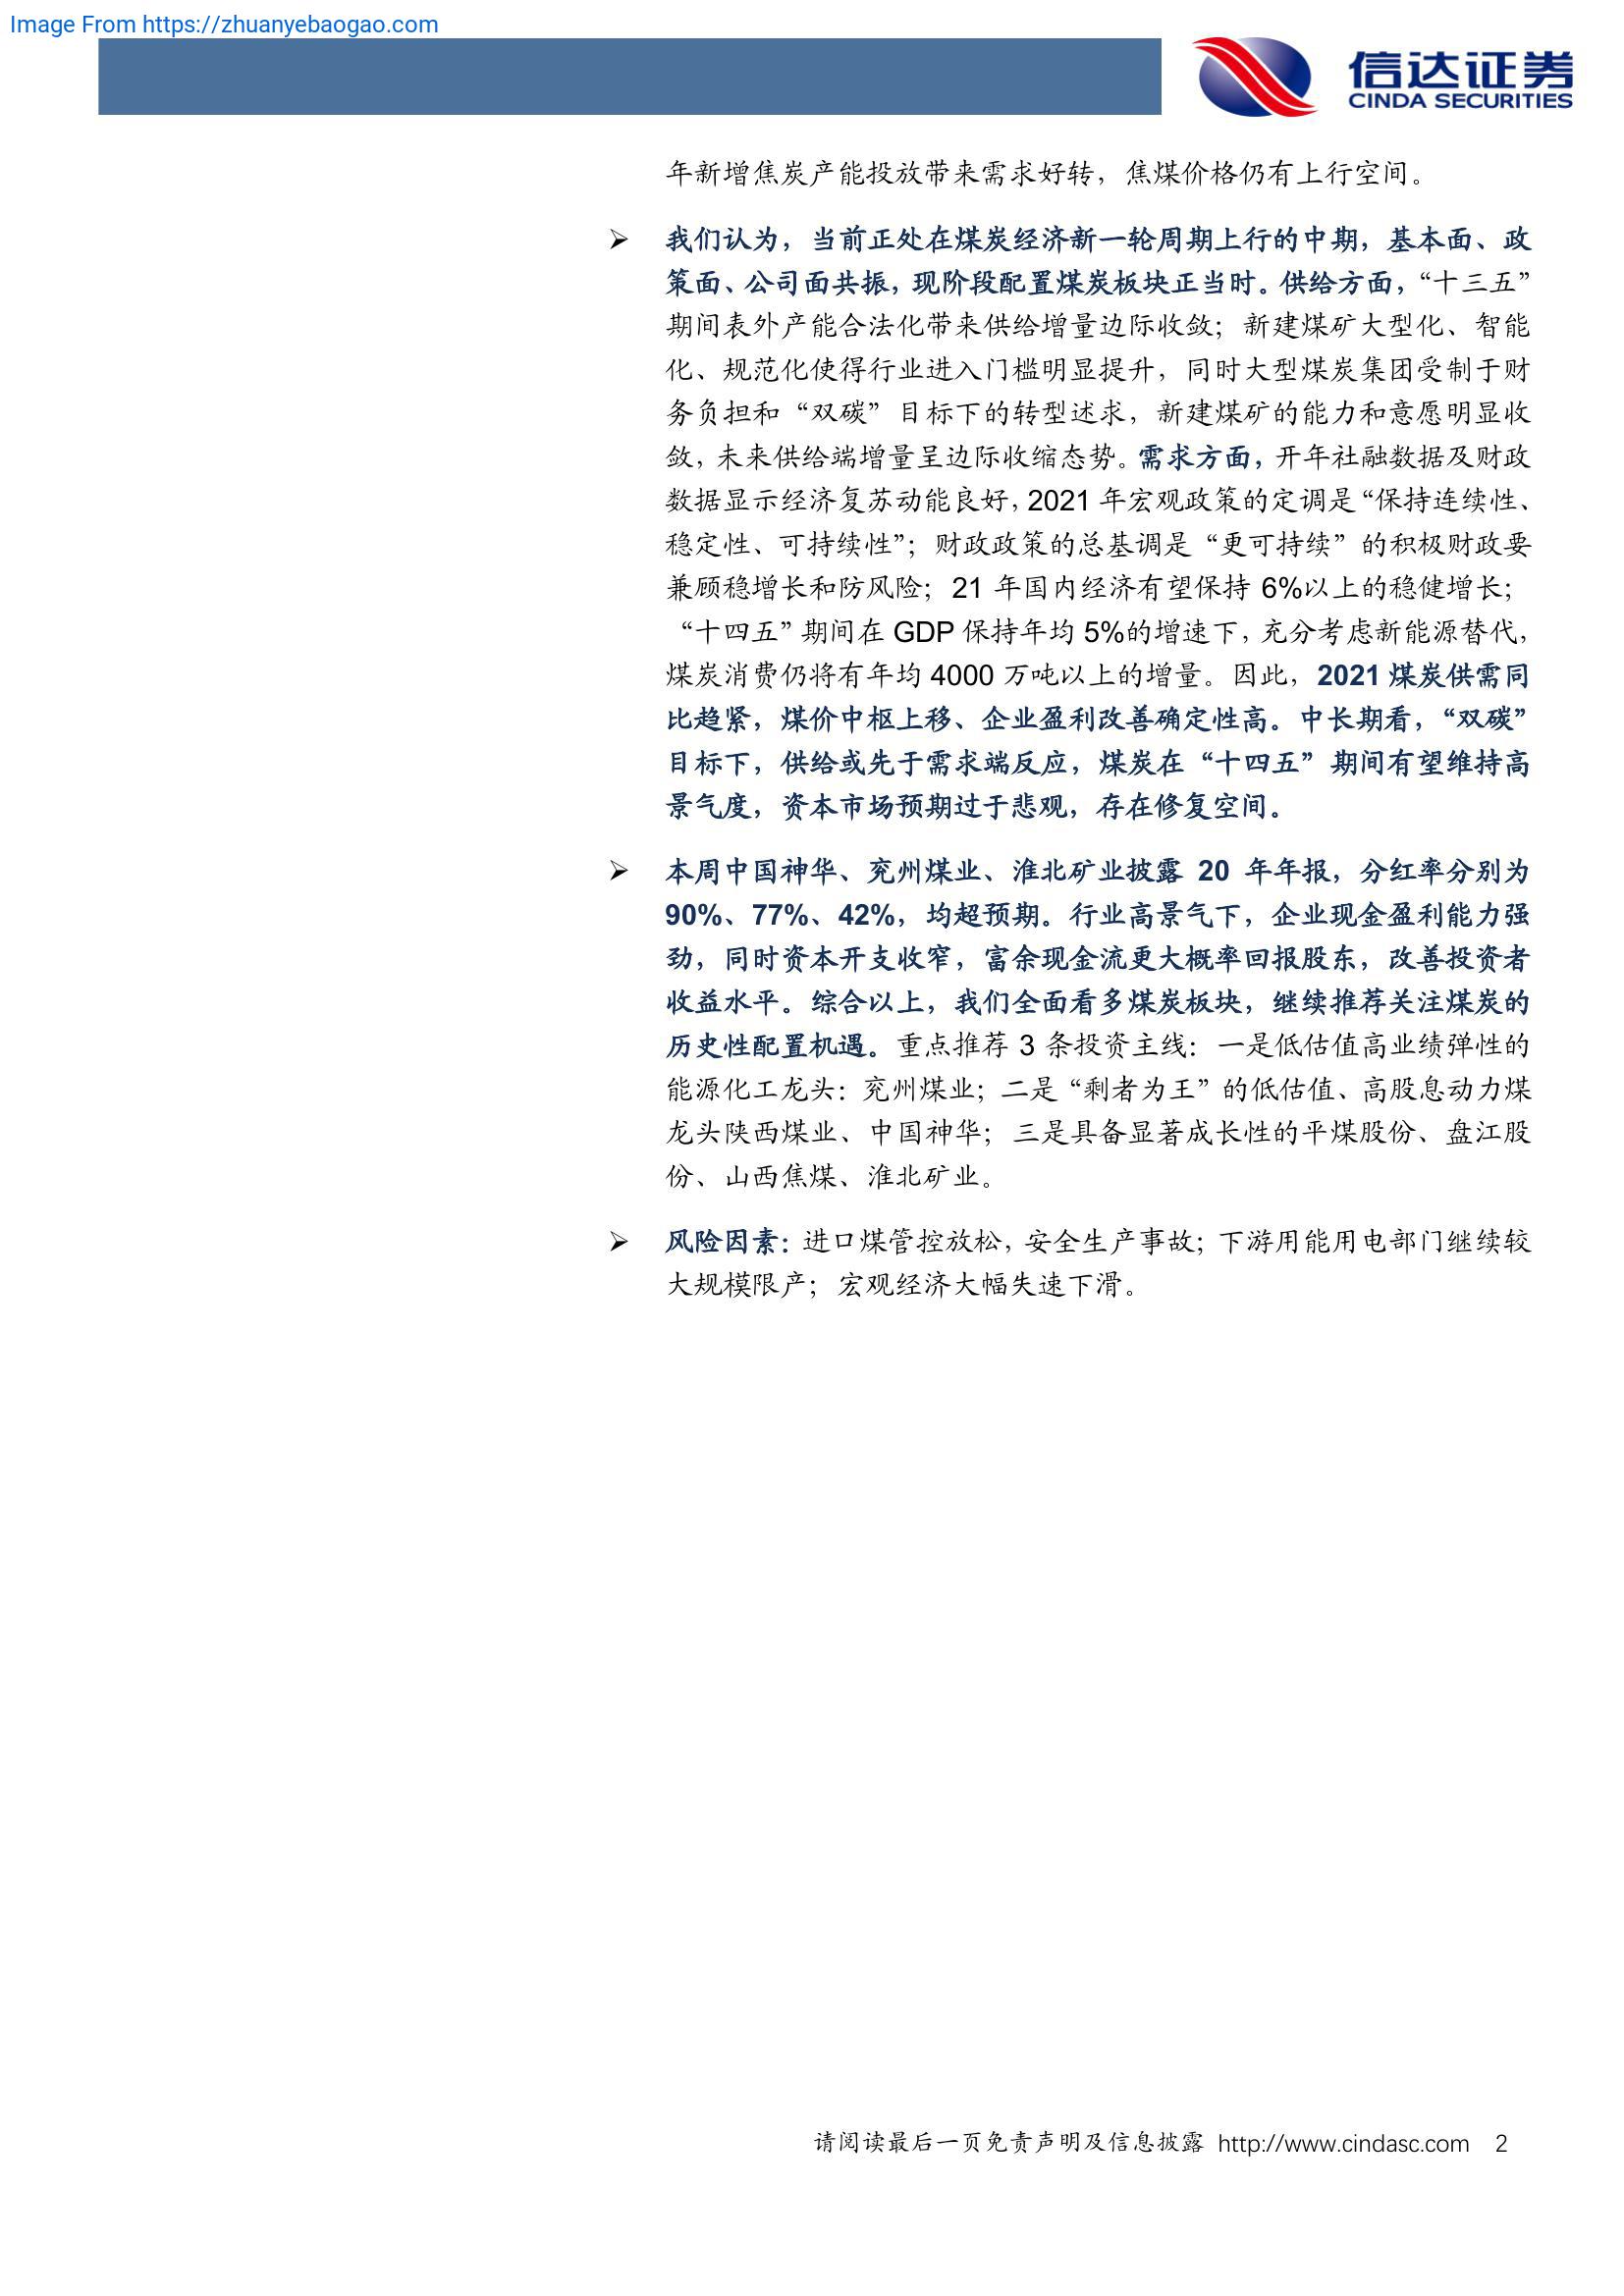 Image From https://zhuanyebaogao.com
信达证券
CINDA SECURITIES
年新增焦炭产能投放带来需求好转，焦煤价格仍有上行空间。
➢ 我们认为，当前正处在煤炭经济新一轮周期上行的中期，基本面、政
策面、公司面共振，现阶段配置煤炭板块正当时。供给方面，“十三五”
期间表外产能合法化带来供给增量边际收敛；新建煤矿大型化、智能
化、规范化使得行业进入门槛明显提升，同时大型煤炭集团受制于财
务负担和“双碳”目标下的转型述求，新建煤矿的能力和意愿明显收
敛，未来供给端增量呈边际收缩态势。需求方面，开年社融数据及财政
数据显示经济复苏动能良好，2021 年宏观政策的定调是“保持连续性、
稳定性、可持续性”；财政政策的总基调是“更可持续”的积极财政要
兼顾稳增长和防风险；21 年国内经济有望保持 6%以上的稳健增长；
“十四五”期间在 GDP 保持年均 5%的增速下，充分考虑新能源替代，
煤炭消费仍将有年均 4000 万吨以上的增量。因此，2021 煤炭供需同
比趋紧，煤价中枢上移、企业盈利改善确定性高。中长期看，“双碳”
目标下，供给或先于需求端反应，煤炭在“十四五”期间有望维持高
景气度，资本市场预期过于悲观，存在修复空间。
➢ 本周中国神华、兖州煤业、淮北矿业披露 20 年年报，分红率分别为
90%、77%、42%，均超预期。行业高景气下，企业现金盈利能力强
劲，同时资本开支收窄，富余现金流更大概率回报股东，改善投资者
收益水平。综合以上，我们全面看多煤炭板块，继续推荐关注煤炭的
历史性配置机遇。重点推荐 3 条投资主线：一是低估值高业绩弹性的
能源化工龙头：兖州煤业；二是“剩者为王”的低估值、高股息动力煤
龙头陕西煤业、中国神华；三是具备显著成长性的平煤股份、盘江股
份、山西焦煤、淮北矿业。
➢ 风险因素：进口煤管控放松，安全生产事故；下游用能用电部门继续较
大规模限产；宏观经济大幅失速下滑。
请阅读最后一页免责声明及信息披露 http://www.cindasc.com 2